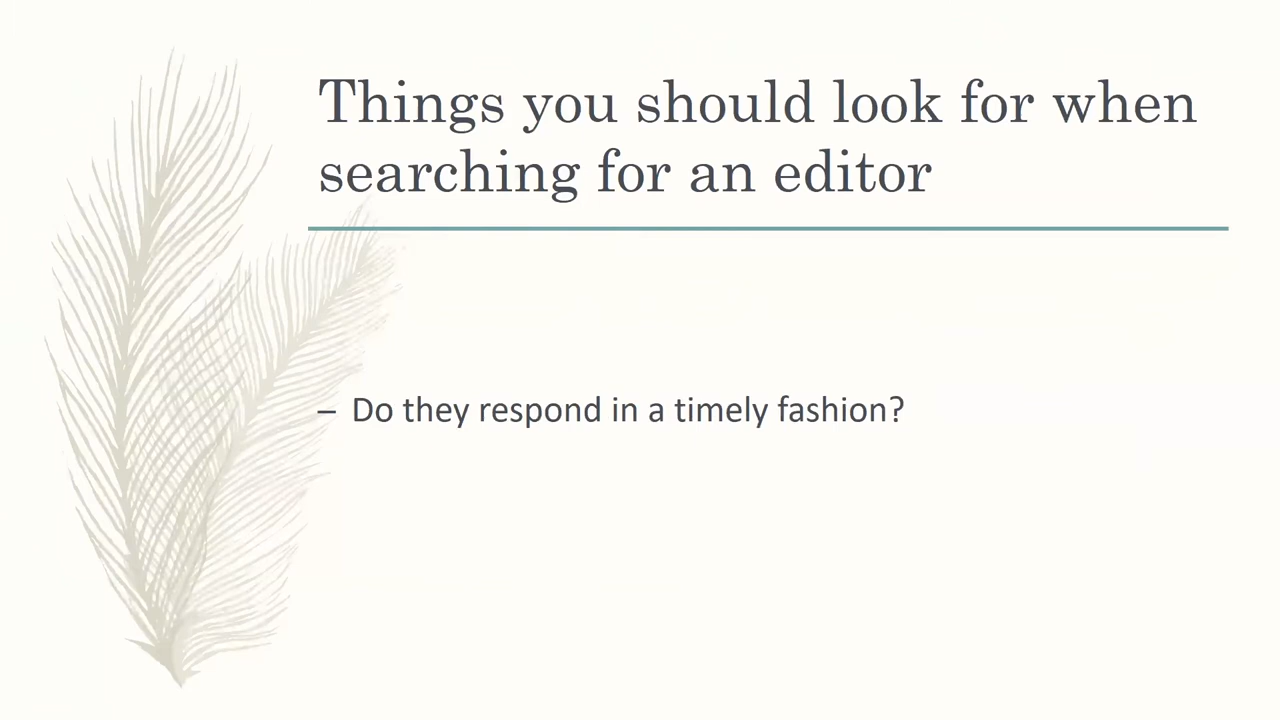 Things you should look for when
searching for an editor
– Do they respond in a timely fashion?